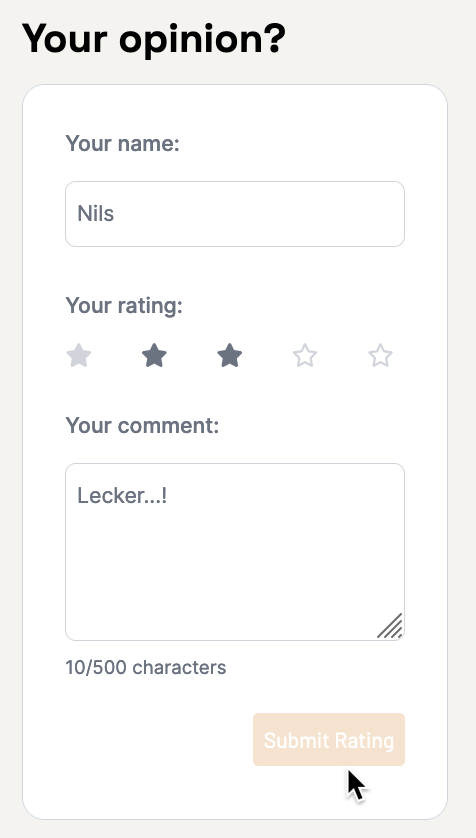 Your opinion?
Your name:
Nils
Your rating:
Your comment:
Lecker...!
10/500 characters
Submit Rating